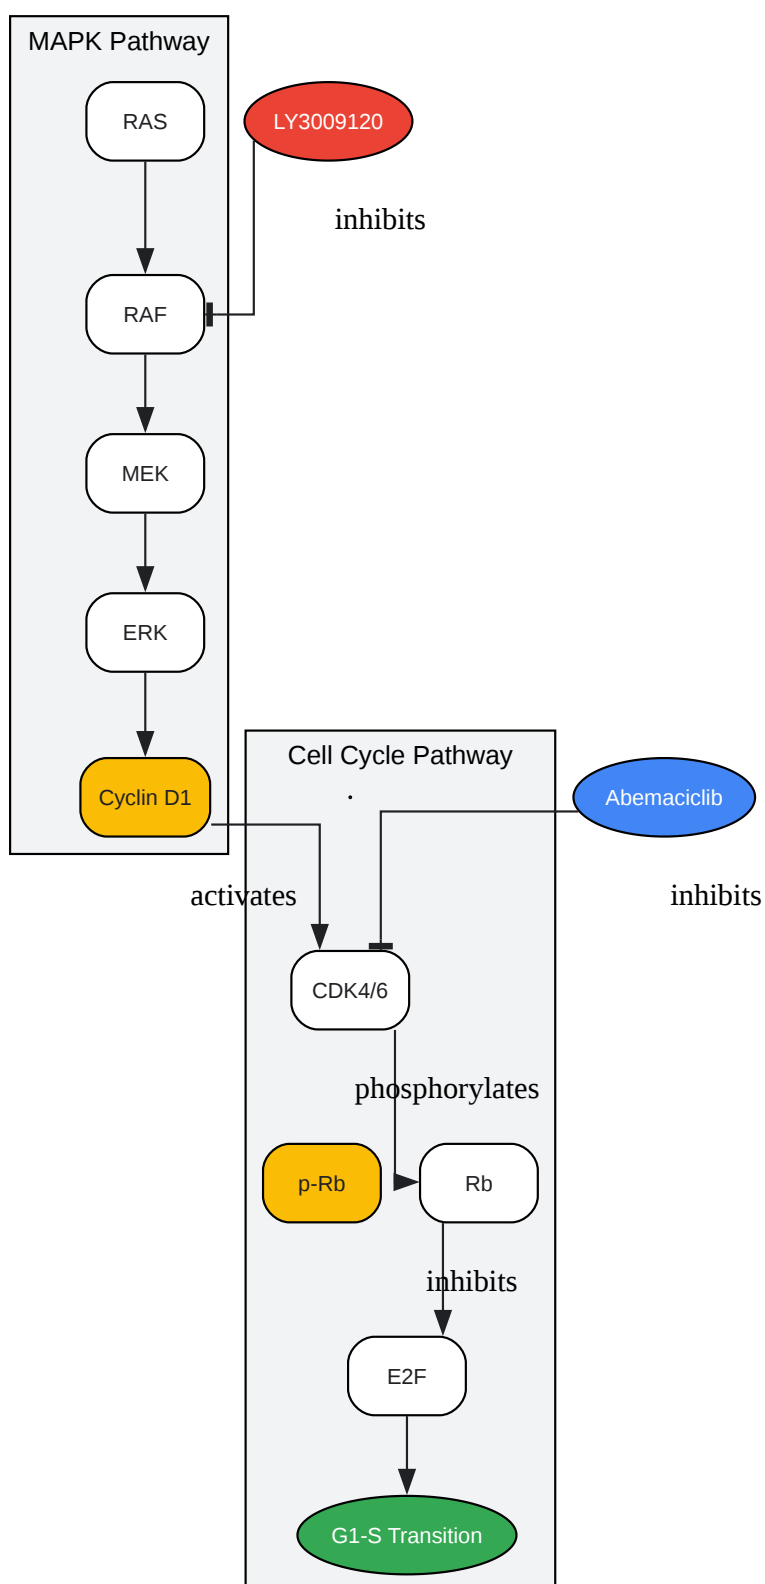 MAPK Pathway
RAS
LY3009120
inhibits
RAF
MEK
ERK
Cell Cycle Pathway
.
Cyclin D1
Abemaciclib
activates
inhibits
CDK4/6
phosphorylates
p-Rb
Rb
inhibits
E2F
G1-S Transition